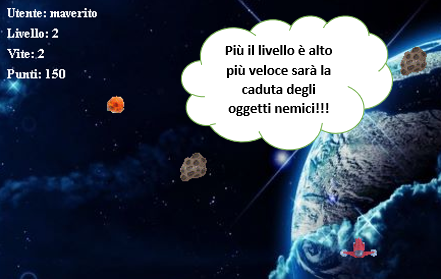 Utente: maverito
Livello: 2
Vite: 2
Punti: 150
Più il livello è alto
più veloce sarà la
caduta degli
oggetti nemici!!!